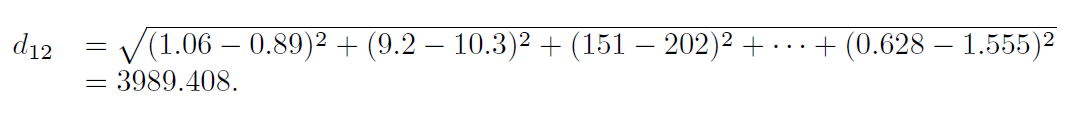 d₁₂ = √(1.06 − 0.89)² + (9.2 − 10.3)² + (151 − 202)² + · · · + (0.628 − 1.555)²
= 3989.408.